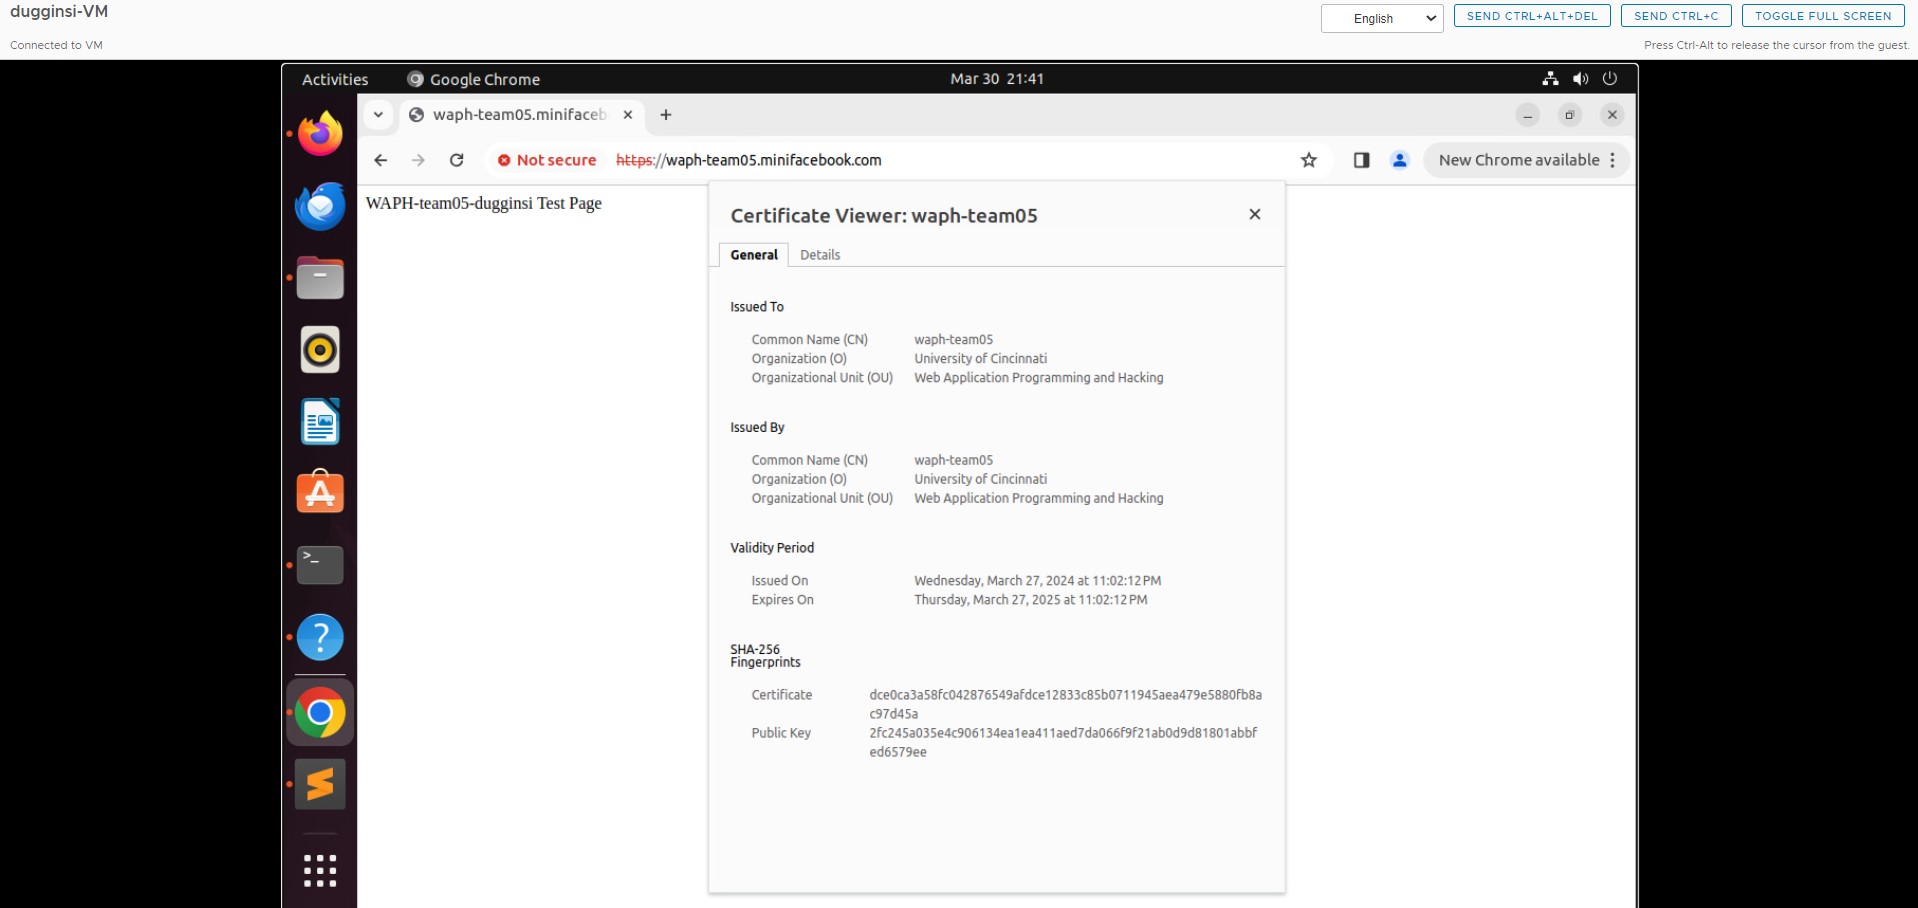 dugginsi-VM
English
SEND CTRL+ALT+DEL
SEND CTRL+C
TOGGLE FULL SCREEN
Connected to VM
Press Ctrl-Alt to release the cursor from the guest.
Activities
Google Chrome
Mar 30 21:41
waph-team05.minifaceb
Not secure
https://waph-team05.minifacebook.com
New Chrome available
WAPH-team05-dugginsi Test Page
Certificate Viewer: waph-team05
General
Details
Issued To
Common Name (CN) waph-team05
Organization (O) University of Cincinnati
Organizational Unit (OU) Web Application Programming and Hacking
Issued By
Common Name (CN) waph-team05
Organization (O) University of Cincinnati
Organizational Unit (OU) Web Application Programming and Hacking
Validity Period
Issued On Wednesday, March 27, 2024 at 11:02:12 PM
Expires On Thursday, March 27, 2025 at 11:02:12 PM
SHA-256
Fingerprints
Certificate dce0ca3a58fc042876549afdce12833c85b0711945aea479e5880fb8a
c97d45a
Public Key 2fc245a035e4c906134ea1ea411aed7da066f9f21ab0d9d81801abbf
ed6579ee